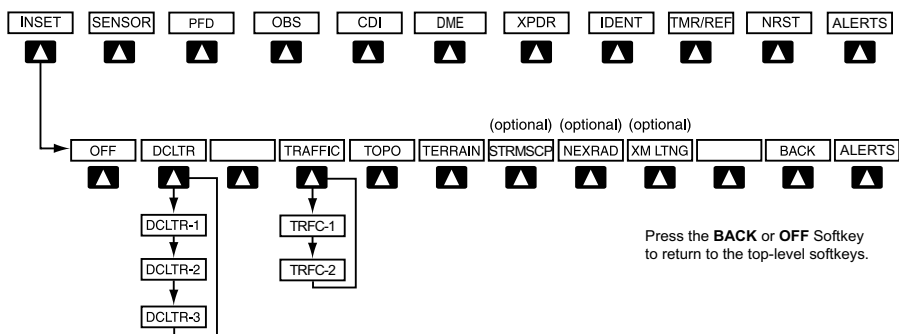 INSET SENSOR PFD OBS CDI DME XPDR IDENT TMR/REF NRST ALERTS
(optional) (optional) (optional)
OFF DCLTR TRAFFIC TOPO TERRAIN STRMSCP NEXRAD XM LTNG BACK ALERTS
DCLTR-1 TRFC-1
DCLTR-2 TRFC-2
DCLTR-3
Press the BACK or OFF Softkey
to return to the top-level softkeys.